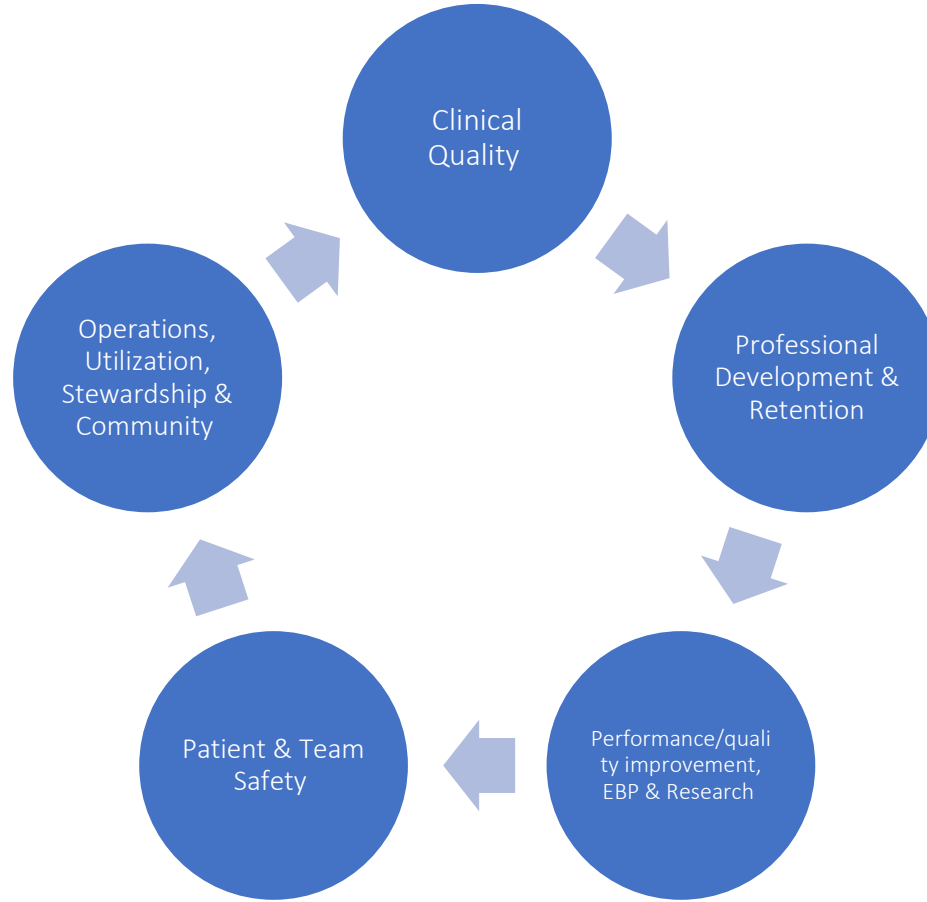 Clinical
Quality
Professional
Development &
Retention
Performance/quali
ty improvement,
EBP & Research
Patient & Team
Safety
Operations,
Utilization,
Stewardship &
Community